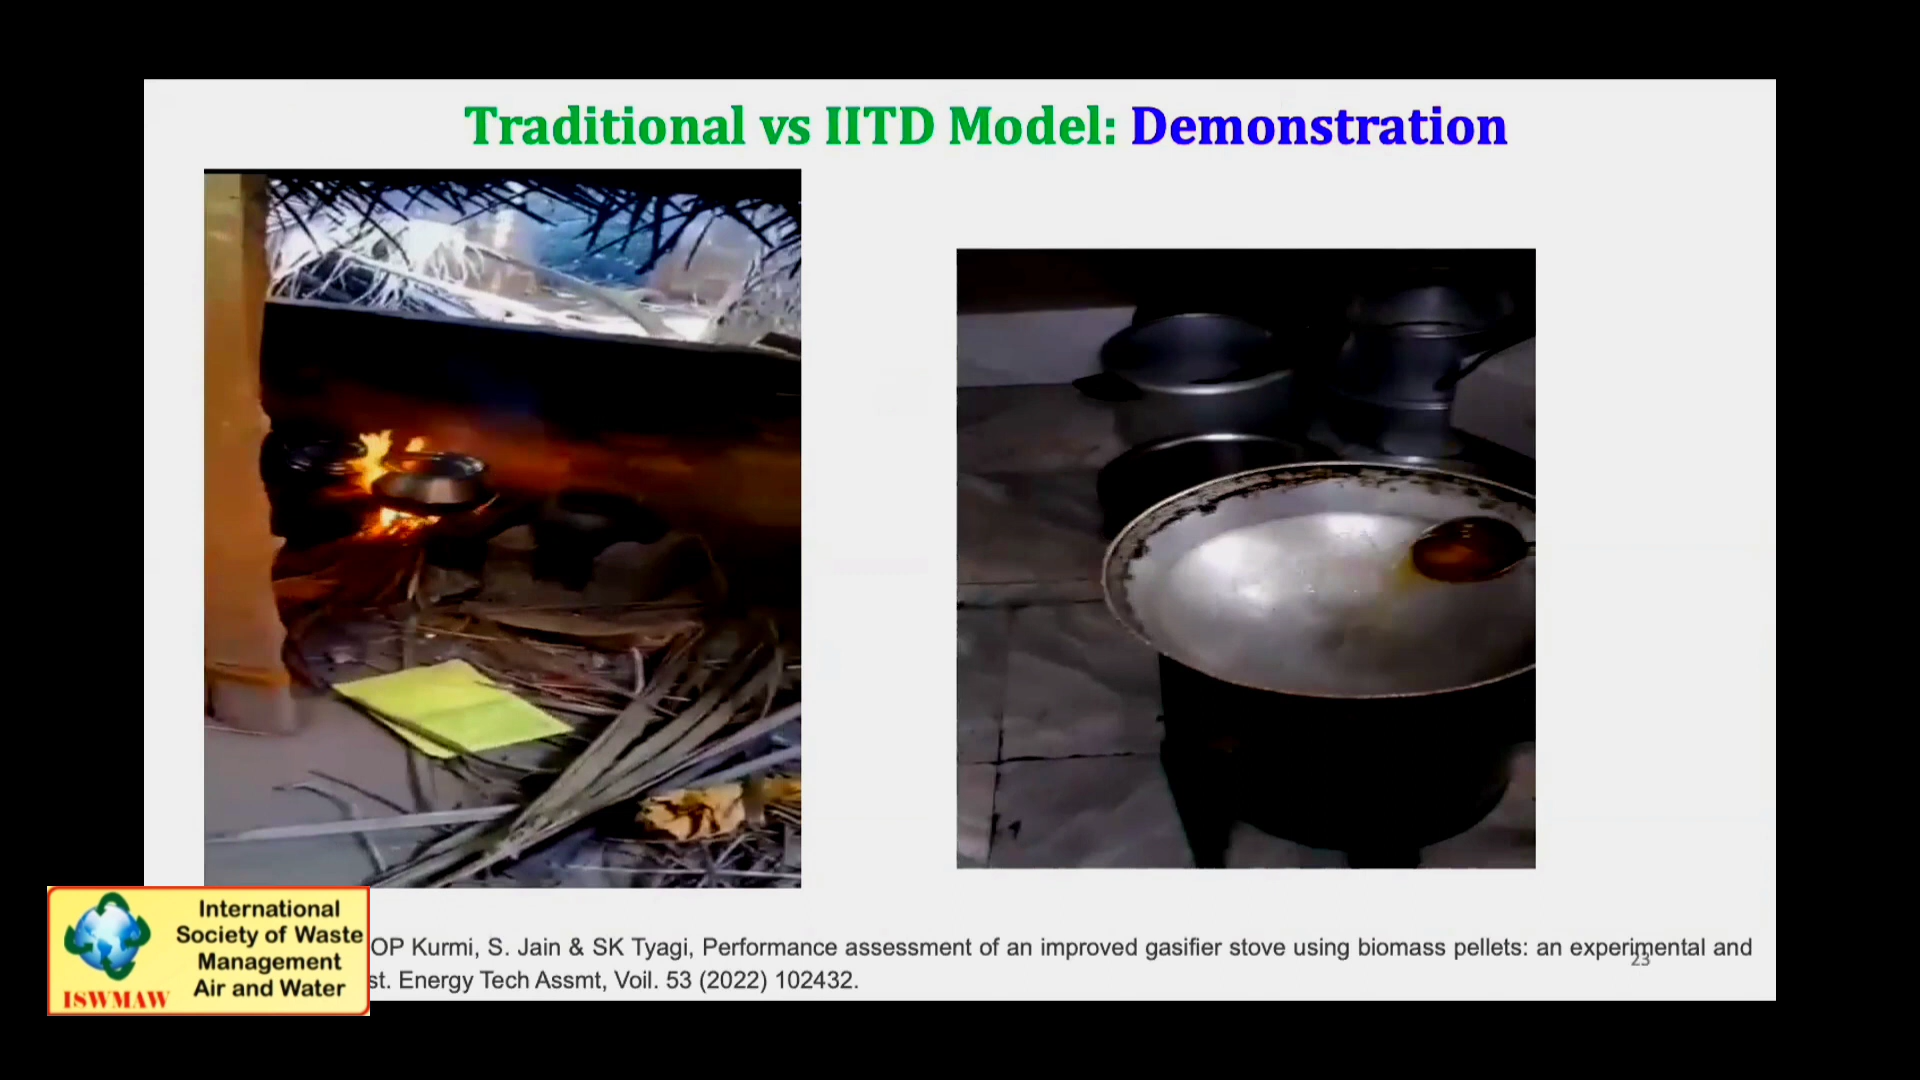 Traditional vs IITD Model: Demonstration
International
Society of Waste
Management
Air and Water
ISWMAW
OP Kurmi, S. Jain & SK Tyagi, Performance assessment of an improved gasifier stove using biomass pellets: an experimental and
st. Energy Tech Assmt, Voil. 53 (2022) 102432.
23